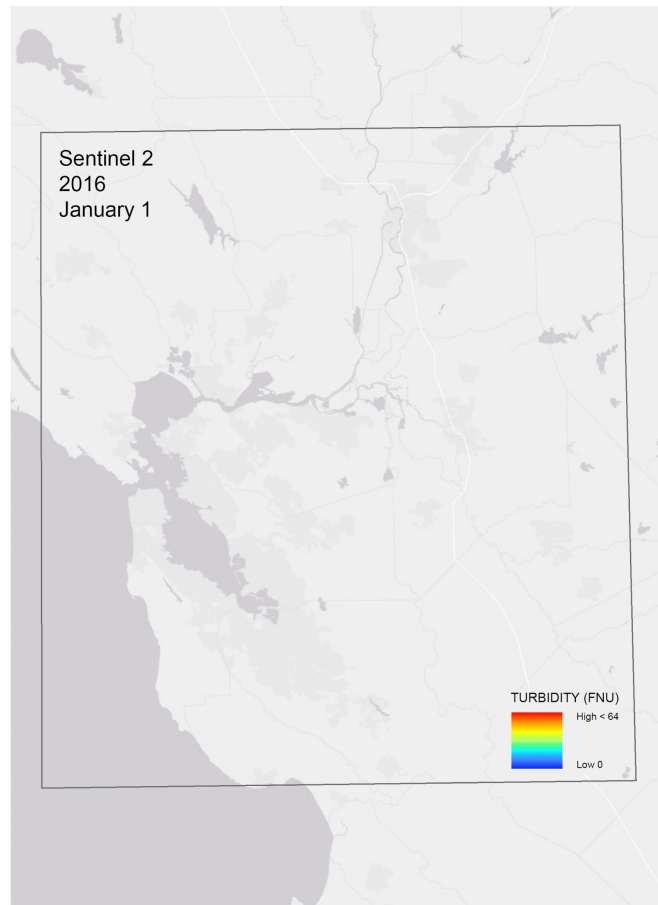 Sentinel 2
2016
January 1
TURBIDITY (FNU)
High < 64
Low 0